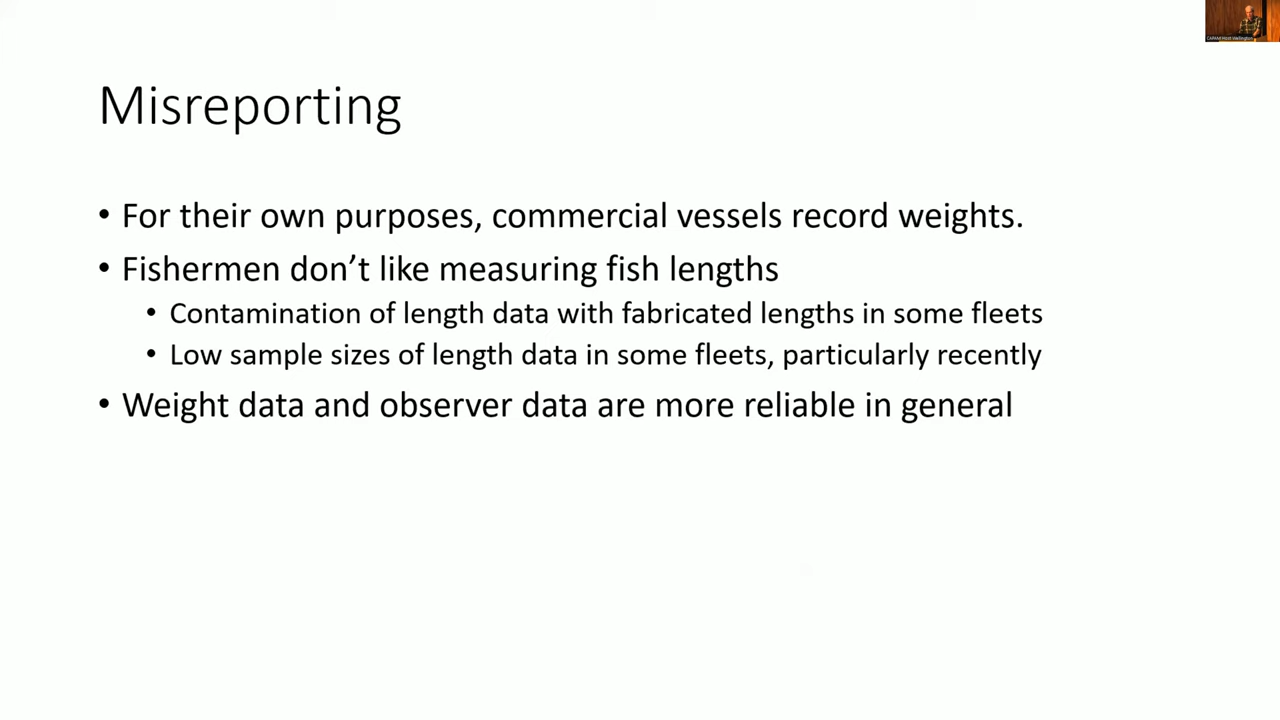 Misreporting
• For their own purposes, commercial vessels record weights.
• Fishermen don’t like measuring fish lengths
• Contamination of length data with fabricated lengths in some fleets
• Low sample sizes of length data in some fleets, particularly recently
• Weight data and observer data are more reliable in general